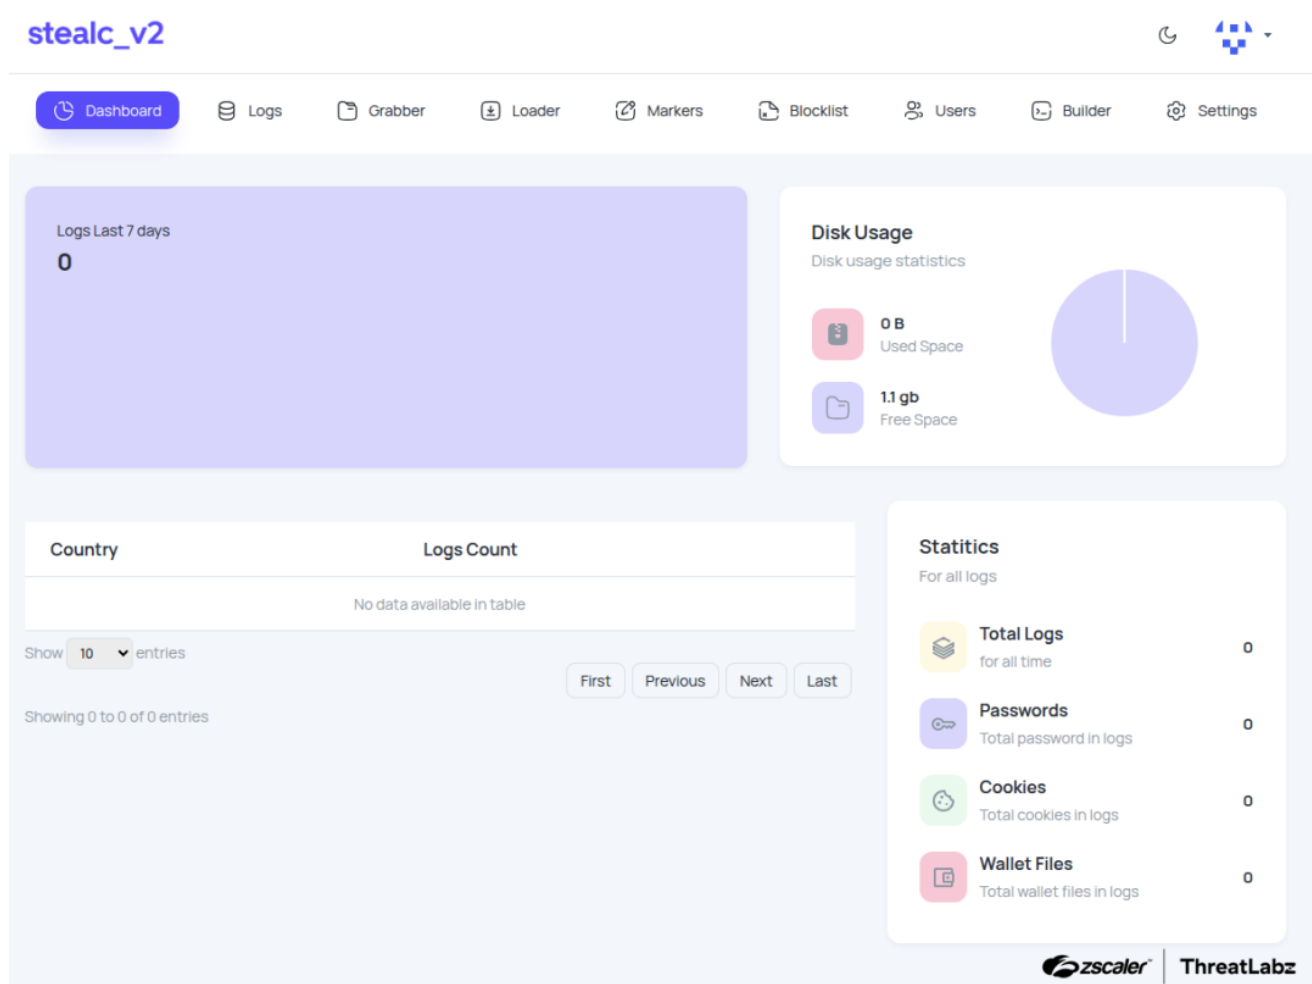 stealc_v2
Dashboard
Logs
Grabber
Loader
Markers
Blocklist
Users
Builder
Settings
Logs Last 7 days
0
Disk Usage
Disk usage statistics
0 B
Used Space
1.1 gb
Free Space
Country Logs Count
No data available in table
Show 10 entries
First Previous Next Last
Showing 0 to 0 of 0 entries
Statitics
For all logs
Total Logs
for all time
0
Passwords
Total password in logs
0
Cookies
Total cookies in logs
0
Wallet Files
Total wallet files in logs
0
zscaler™ ThreatLabz